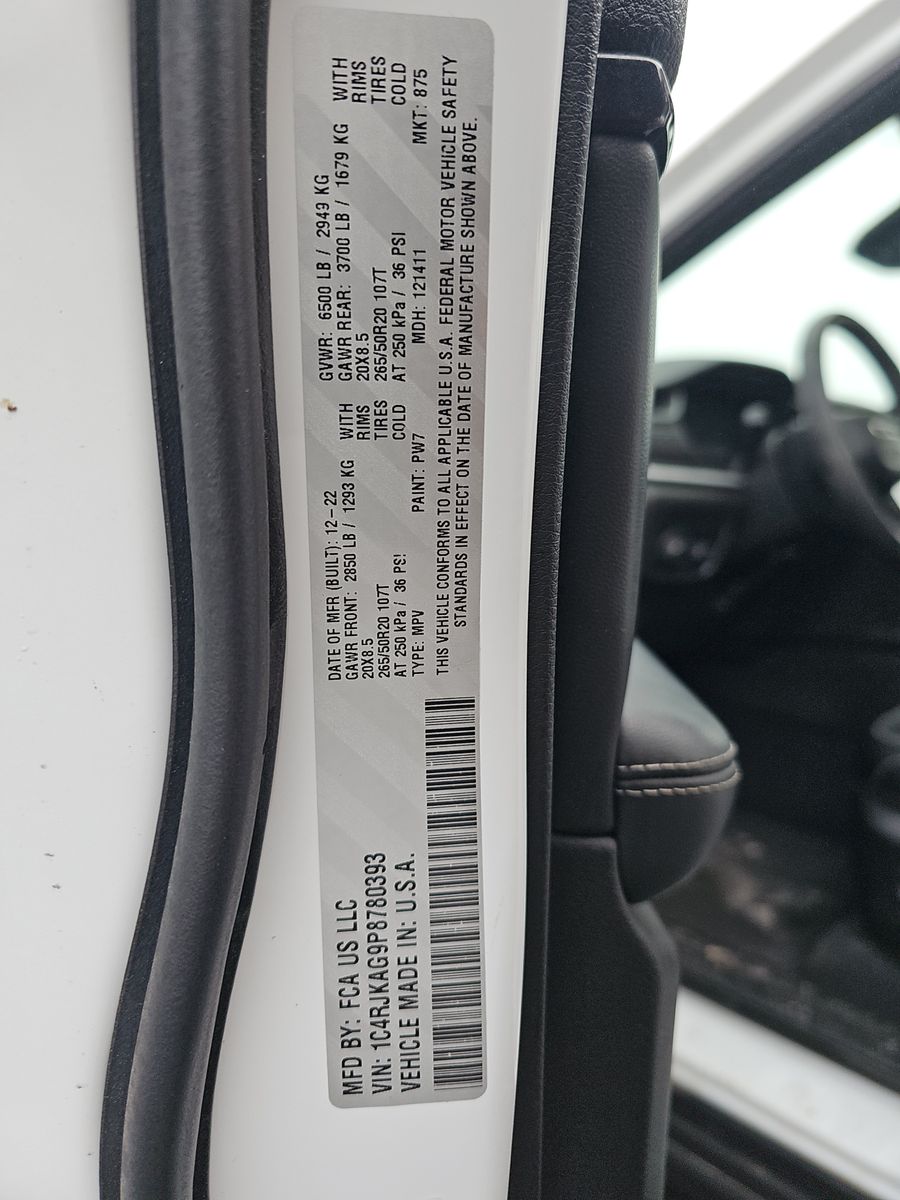 MFD BY: FCA US LLC
VIN: 1C4RJKAG9P8780393
VEHICLE MADE IN: U.S.A.
DATE OF MFR (BUILT): 12-22
GAWR FRONT: 2850 LB / 1293 KG WITH
20X8.5 RIMS
265/50R20 107T TIRES
AT 250 kPa / 36 PSI COLD
TYPE: MPV
PAINT: PW7
GVWR: 6500 LB / 2949 KG
GAWR REAR: 3700 LB / 1679 KG WITH
20X8.5 RIMS
265/50R20 107T TIRES
AT 250 kPa / 36 PSI COLD
MDH: 121411 MKT: 875
THIS VEHICLE CONFORMS TO ALL APPLICABLE U.S.A. FEDERAL MOTOR VEHICLE SAFETY
STANDARDS IN EFFECT ON THE DATE OF MANUFACTURE SHOWN ABOVE.